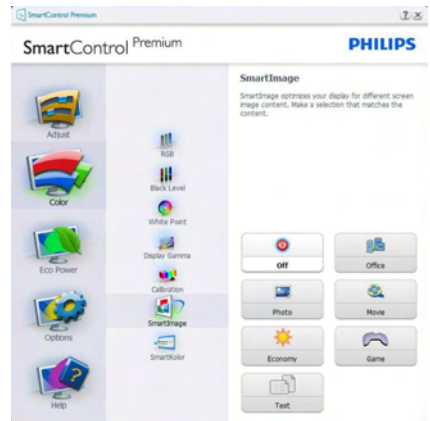 SmartControl Premium
SmartControl Premium
PHILIPS
Adjust
Color
Eco Power
Options
Help
RGB
Black Level
White Point
Display Gamma
Calibration
SmartImage
SmartKolor
SmartImage
SmartImage optimizes your display for different screen
image content. Make a selection that matches the
content.
Off
Office
Photo
Movie
Economy
Game
Text